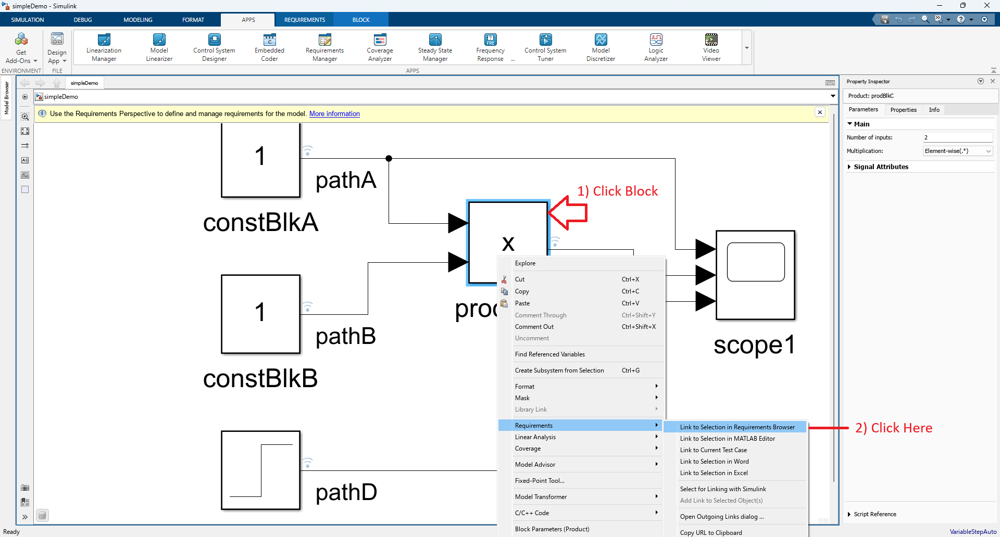 simpleDemo - Simulink
SIMULATION DEBUG MODELING FORMAT APPS REQUIREMENTS BLOCK
Get Add-Ons
Design App
Linearization Manager
Model Linearizer
Control System Designer
Embedded Coder
Requirements Manager
Coverage Analyzer
Steady State Manager
Frequency Response ...
Control System Tuner
Model Discretizer
Logic Analyzer
Video Viewer
ENVIRONMENT FILE APPS
Model Browser
simpleDemo
simpleDemo
Use the Requirements Perspective to define and manage requirements for the model. More information
1
pathA
constBlkA
1
pathB
constBlkB
pathD
x
1) Click Block
scope1
Explore
Cut Ctrl+X
Copy Ctrl+C
Paste Ctrl+V
Comment Through Ctrl+Shift+Y
Comment Out Ctrl+Shift+X
Uncomment
Find Referenced Variables
Create Subsystem from Selection Ctrl+G
Format
Mask
Library Link
Requirements
Linear Analysis
Coverage
Model Advisor
Fixed-Point Tool...
Model Transformer
C/C++ Code
Block Parameters (Product)
Link to Selection in Requirements Browser
Link to Selection in MATLAB Editor
Link to Current Test Case
Link to Selection in Word
Link to Selection in Excel
Select for Linking with Simulink
Add Link to Selected Object(s)
Open Outgoing Links dialog ...
Copy URL to Clipboard
2) Click Here
Property Inspector
Product: prodBlkC
Parameters Properties Info
Main
Number of inputs: 2
Multiplication: Element-wise(.*)
Signal Attributes
Script Reference
Ready
VariableStepAuto